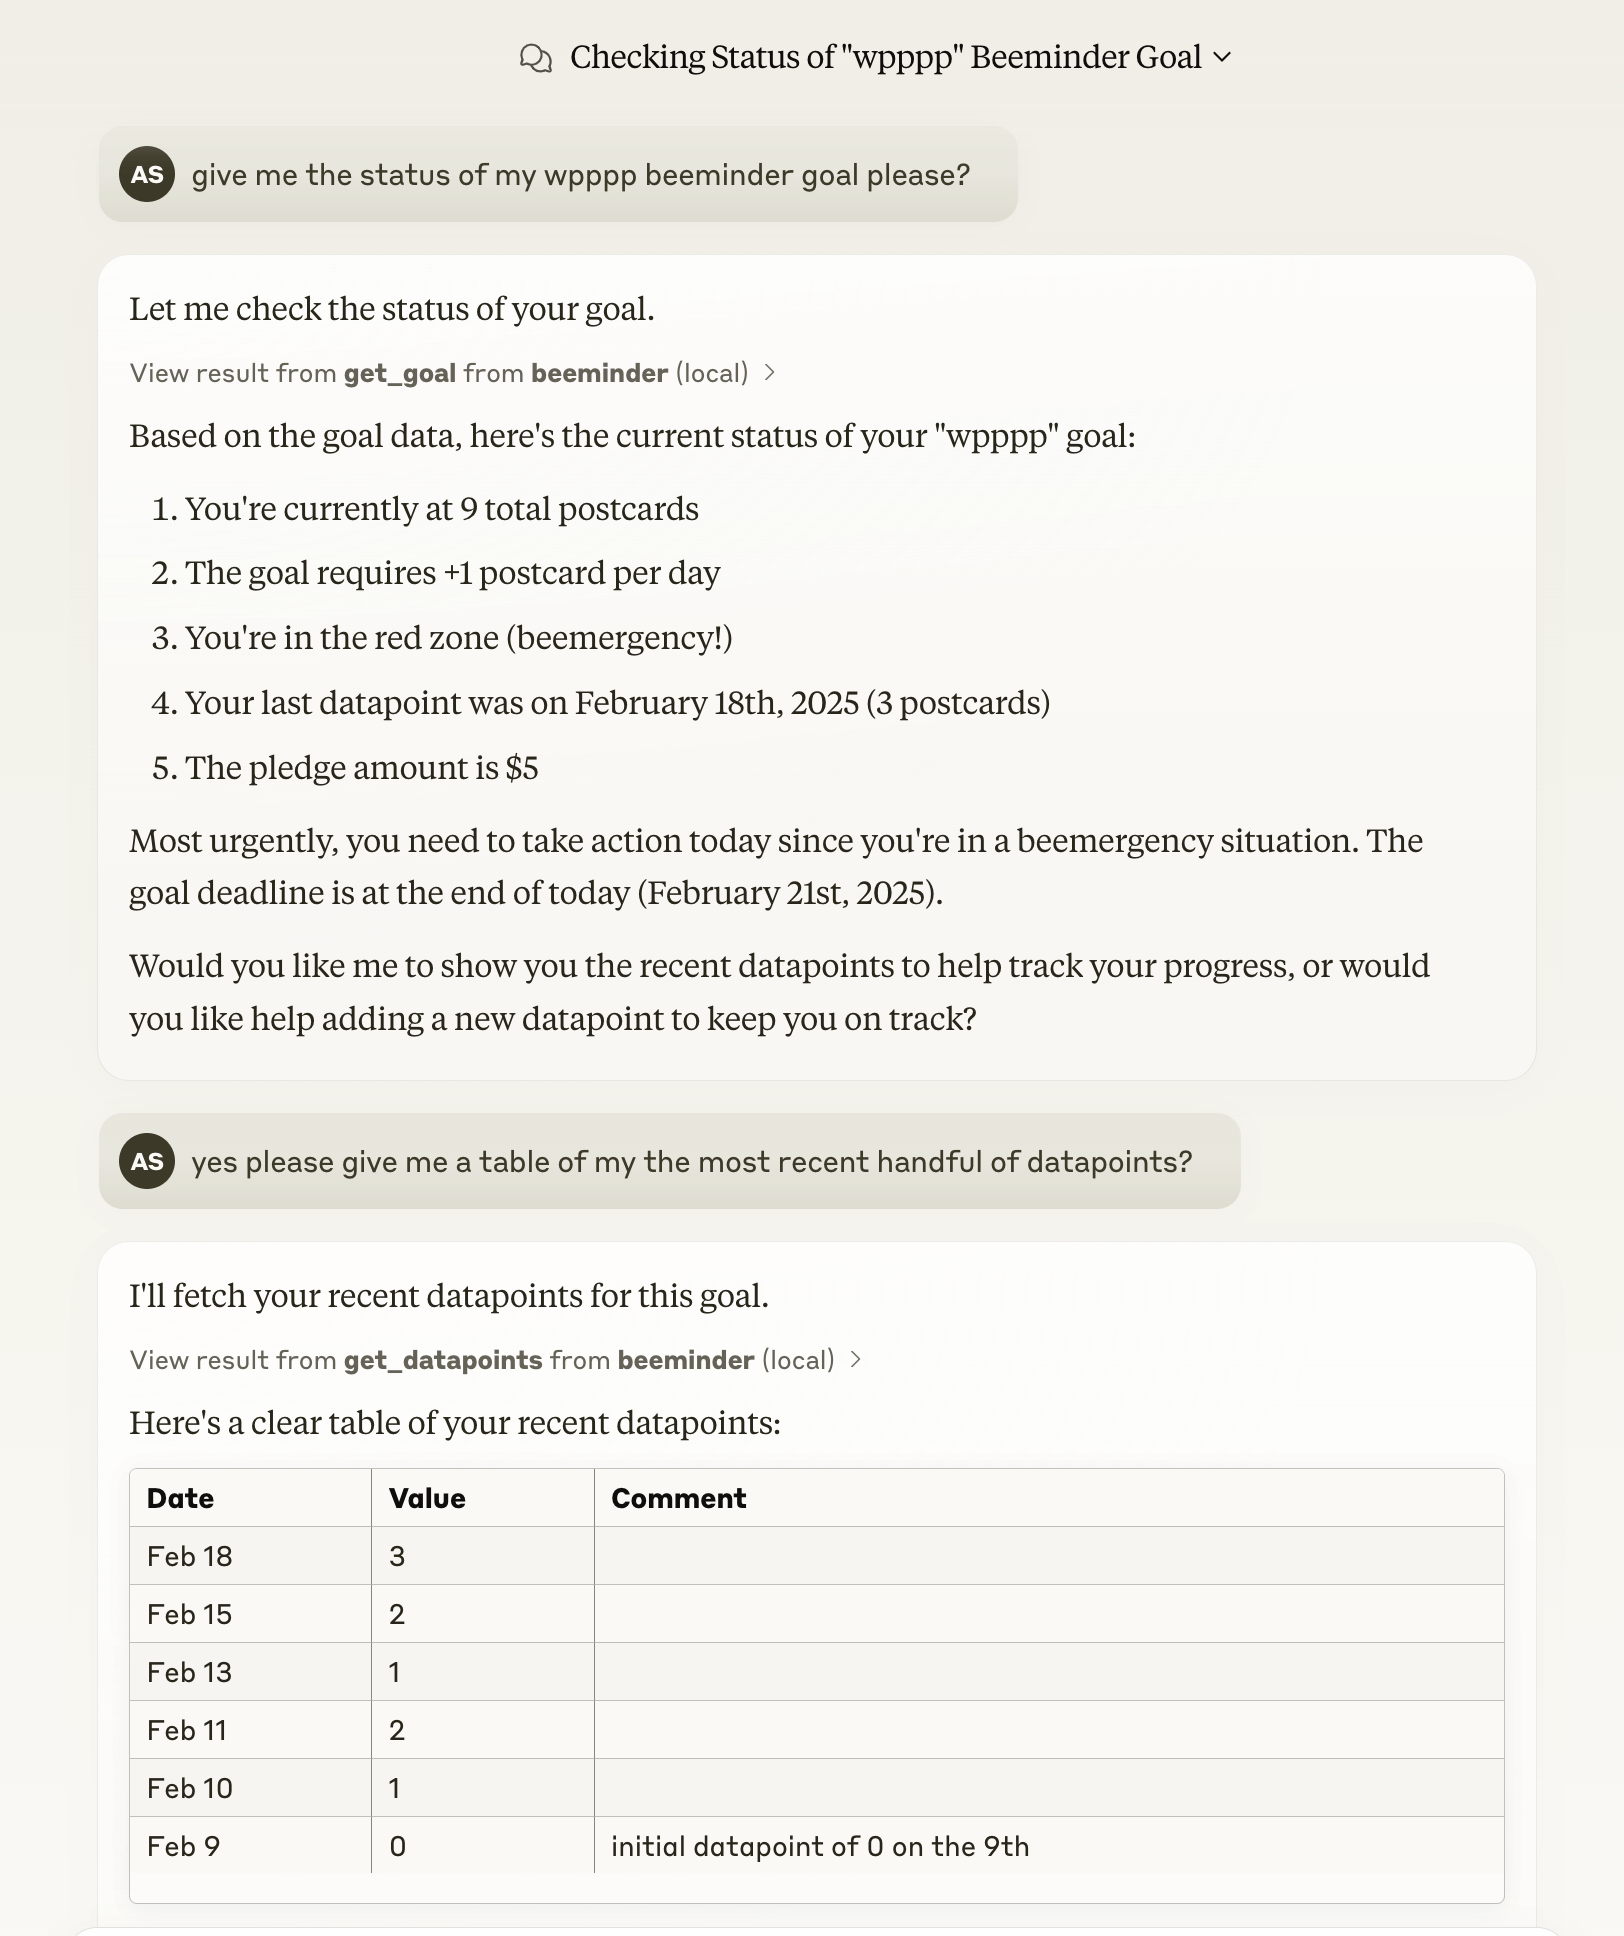 Checking Status of "wpppp" Beeminder Goal
AS give me the status of my wpppp beeminder goal please?
Let me check the status of your goal.
View result from get_goal from beeminder (local)
Based on the goal data, here's the current status of your "wpppp" goal:
1. You're currently at 9 total postcards
2. The goal requires +1 postcard per day
3. You're in the red zone (beemergency!)
4. Your last datapoint was on February 18th, 2025 (3 postcards)
5. The pledge amount is $5
Most urgently, you need to take action today since you're in a beemergency situation. The
goal deadline is at the end of today (February 21st, 2025).
Would you like me to show you the recent datapoints to help track your progress, or would
you like help adding a new datapoint to keep you on track?
AS yes please give me a table of my the most recent handful of datapoints?
I'll fetch your recent datapoints for this goal.
View result from get_datapoints from beeminder (local)
Here's a clear table of your recent datapoints:
Date Value Comment
Feb 18 3
Feb 15 2
Feb 13 1
Feb 11 2
Feb 10 1
Feb 9 0 initial datapoint of 0 on the 9th